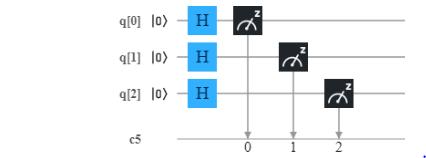 q[0] |0⟩ H z
q[1] |0⟩ H z
q[2] |0⟩ H z
c5 0 1 2
.